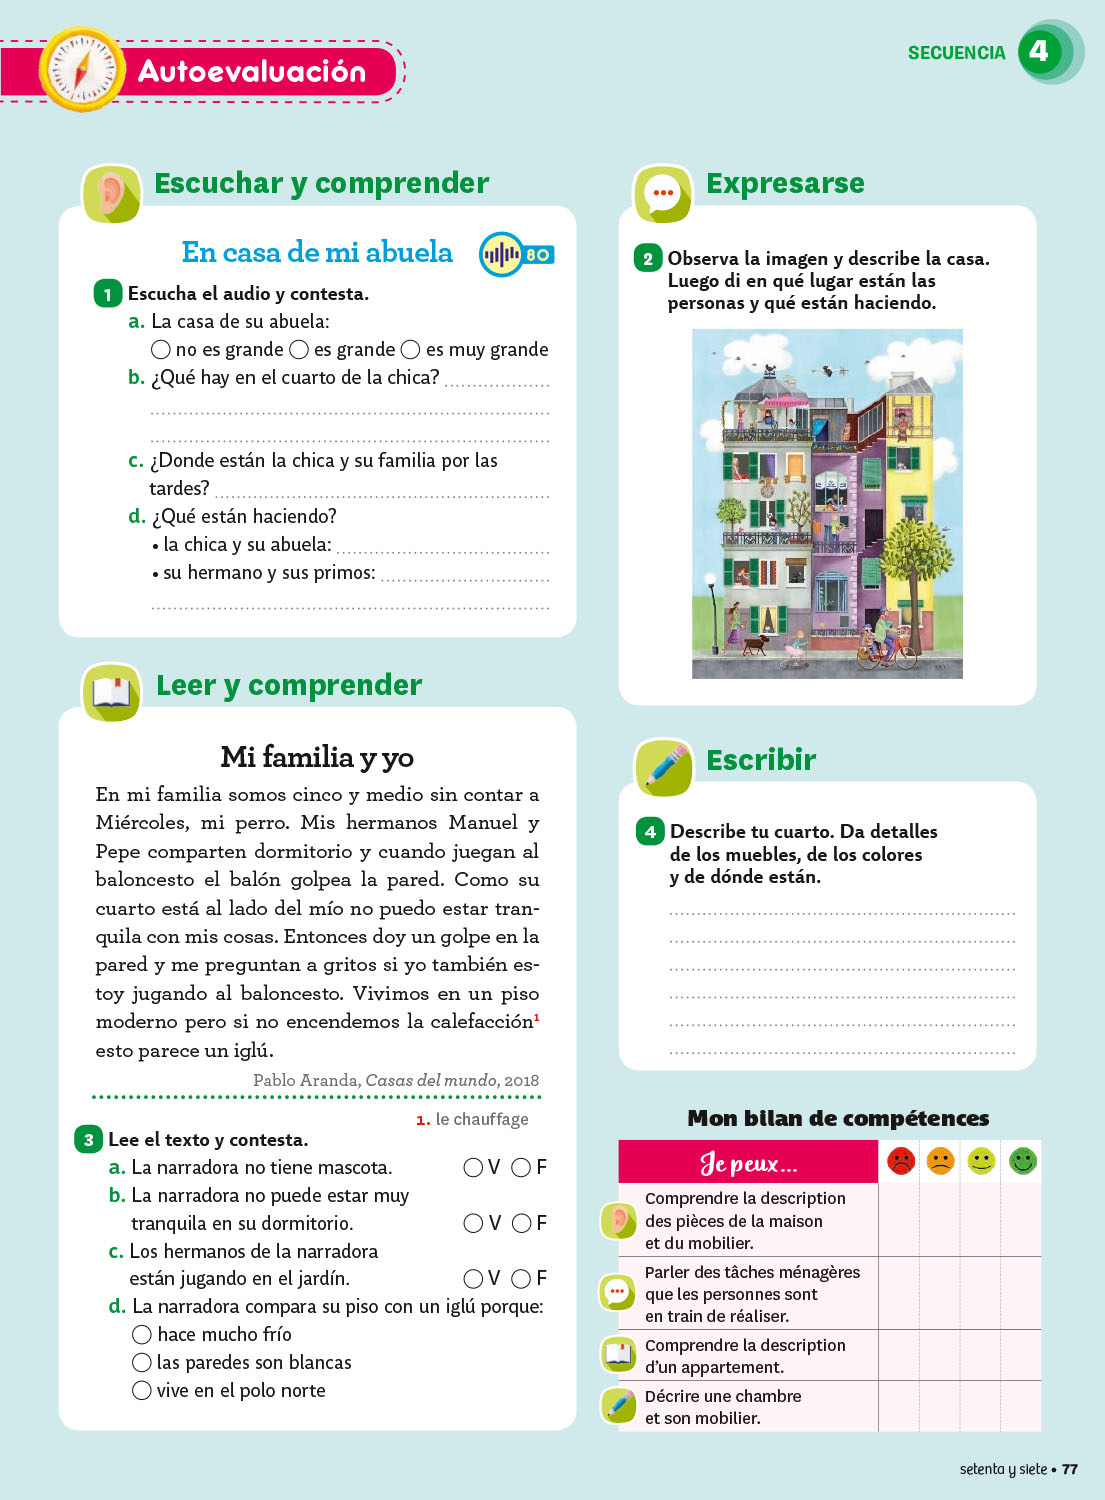 Autoevaluación
SECUENCIA 4
Escuchar y comprender
En casa de mi abuela
80
1 Escucha el audio y contesta.
a. La casa de su abuela:
no es grande es grande es muy grande
b. ¿Qué hay en el cuarto de la chica?
c. ¿Donde están la chica y su familia por las
tardes?
d. ¿Qué están haciendo?
• la chica y su abuela:
• su hermano y sus primos:
Leer y comprender
Mi familia y yo
En mi familia somos cinco y medio sin contar a
Miércoles, mi perro. Mis hermanos Manuel y
Pepe comparten dormitorio y cuando juegan al
baloncesto el balón golpea la pared. Como su
cuarto está al lado del mío no puedo estar tran-
quila con mis cosas. Entonces doy un golpe en la
pared y me preguntan a gritos si yo también es-
toy jugando al baloncesto. Vivimos en un piso
moderno pero si no encendemos la calefacción1
esto parece un iglú.
Pablo Aranda, Casas del mundo, 2018
1. le chauffage
3 Lee el texto y contesta.
a. La narradora no tiene mascota. V F
b. La narradora no puede estar muy
tranquila en su dormitorio. V F
c. Los hermanos de la narradora
están jugando en el jardín. V F
d. La narradora compara su piso con un iglú porque:
hace mucho frío
las paredes son blancas
vive en el polo norte
Expresarse
2 Observa la imagen y describe la casa.
Luego di en qué lugar están las
personas y qué están haciendo.
Escribir
4 Describe tu cuarto. Da detalles
de los muebles, de los colores
y de dónde están.
Mon bilan de compétences
Je peux...
Comprendre la description
des pièces de la maison
et du mobilier.
Parler des tâches ménagères
que les personnes sont
en train de réaliser.
Comprendre la description
d'un appartement.
Décrire une chambre
et son mobilier.
setenta y siete • 77